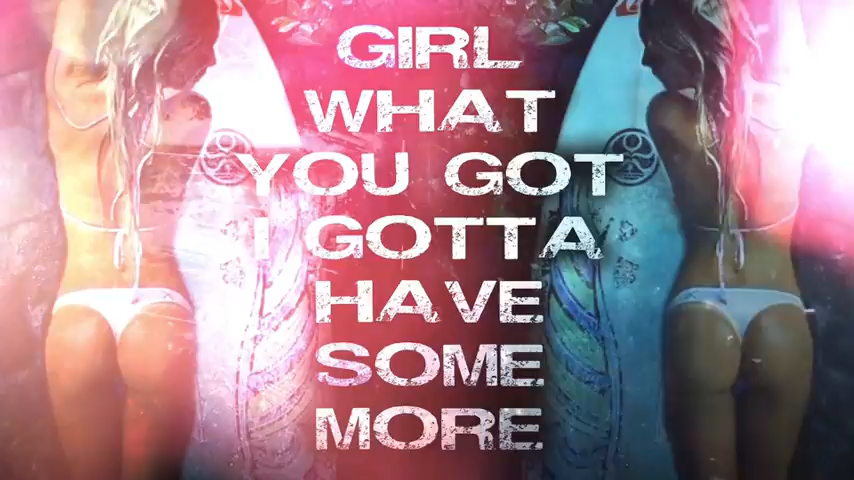 GIRL
WHAT
YOU GOT
I GOTTA
HAVE
SOME
MORE